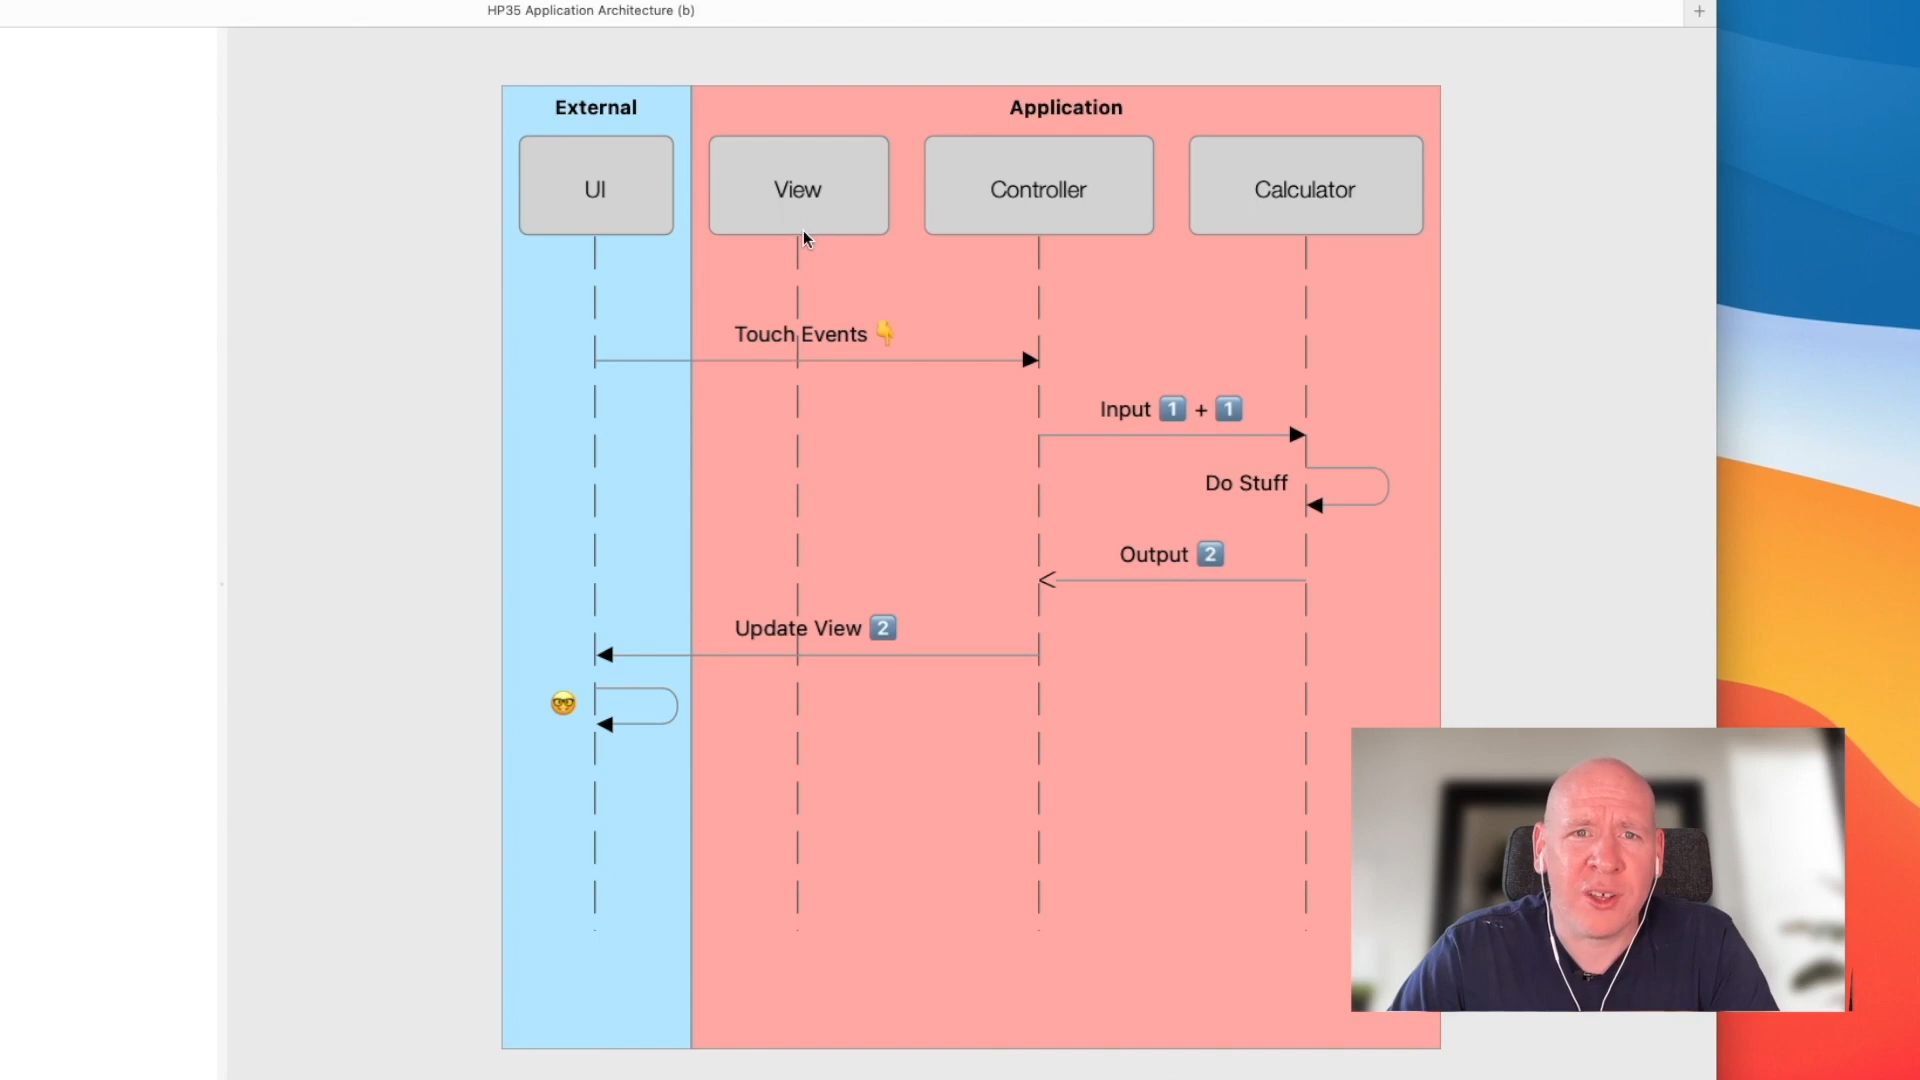 HP35 Application Architecture (b)
External
Application
UI
View
Controller
Calculator
Touch Events 👇
Input 1️⃣ + 1️⃣
Do Stuff
Output 2️⃣
Update View 2️⃣